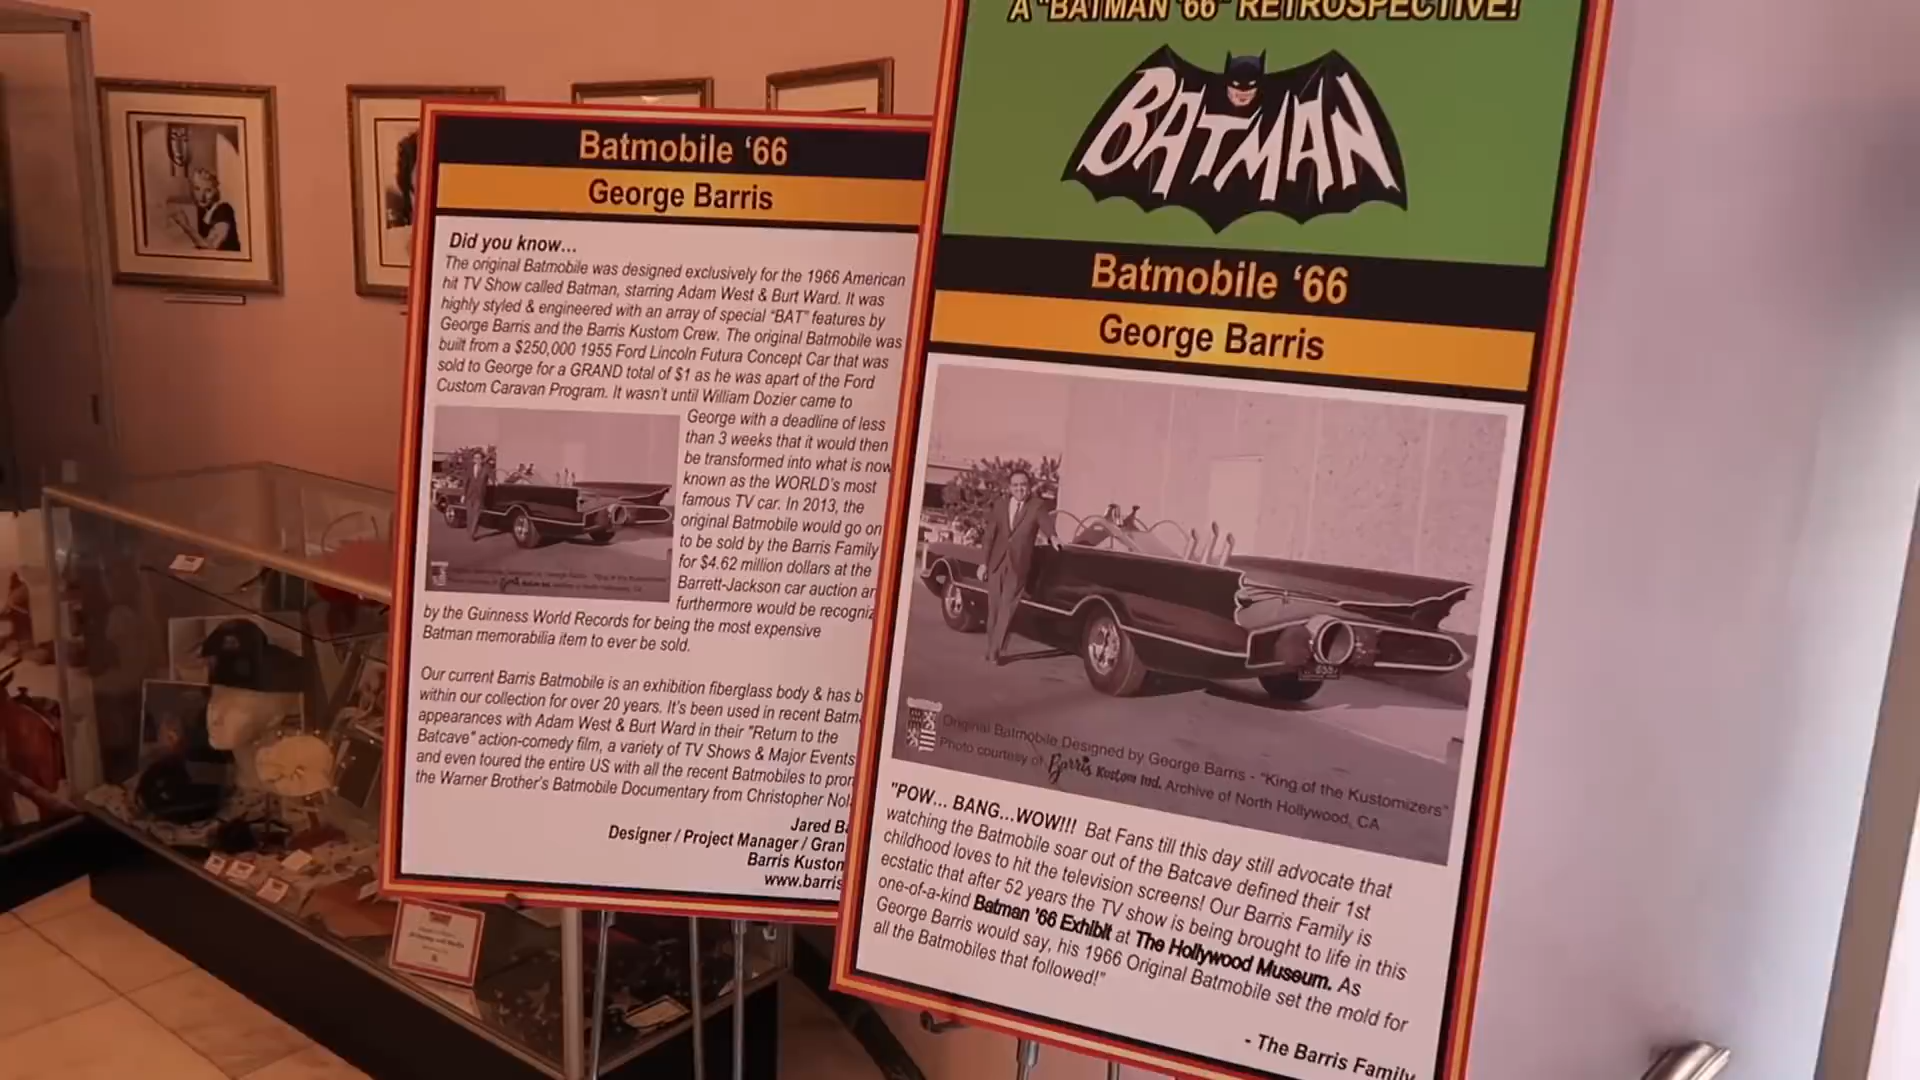 Batmobile ‘66
George Barris
Did you know...
The original Batmobile was designed exclusively for the 1966 American
hit TV Show called Batman, starring Adam West & Burt Ward. It was
highly styled & engineered with an array of special "BAT" features by
George Barris and the Barris Kustom Crew. The original Batmobile was
built from a $250,000 1955 Ford Lincoln Futura Concept Car that was
sold to George for a GRAND total of $1 as he was apart of the Ford
Custom Caravan Program. It wasn't until William Dozier came to
George with a deadline of less
than 3 weeks that it would then
be transformed into what is now
known as the WORLD's most
famous TV car. In 2013, the
original Batmobile would go on
to be sold by the Barris Family
for $4.62 million dollars at the
Barrett-Jackson car auction an
furthermore would be recogniz
by the Guinness World Records for being the most expensive
Batman memorabilia item to ever be sold.
Our current Barris Batmobile is an exhibition fiberglass body & has b
within our collection for over 20 years. It's been used in recent Batm
appearances with Adam West & Burt Ward in their "Return to the
Batcave" action-comedy film, a variety of TV Shows & Major Events
and even toured the entire US with all the recent Batmobiles to pron
the Warner Brother's Batmobile Documentary from Christopher Nol
Jared Ba
Designer / Project Manager / Gran
Barris Kuston
www.barris
A "BATMAN '66" RETROSPECTIVE!
BATMAN
Batmobile ‘66
George Barris
Original Batmobile Designed by George Barris - "King of the Kustomizers"
Photo courtesy of Barris Kustom Ind. Archive of North Hollywood, CA
"POW... BANG...WOW!!! Bat Fans till this day still advocate that
watching the Batmobile soar out of the Batcave defined their 1st
childhood loves to hit the television screens! Our Barris Family is
ecstatic that after 52 years the TV show is being brought to life in this
one-of-a-kind Batman '66 Exhibit at The Hollywood Museum. As
George Barris would say, his 1966 Original Batmobile set the mold for
all the Batmobiles that followed!"
- The Barris Family